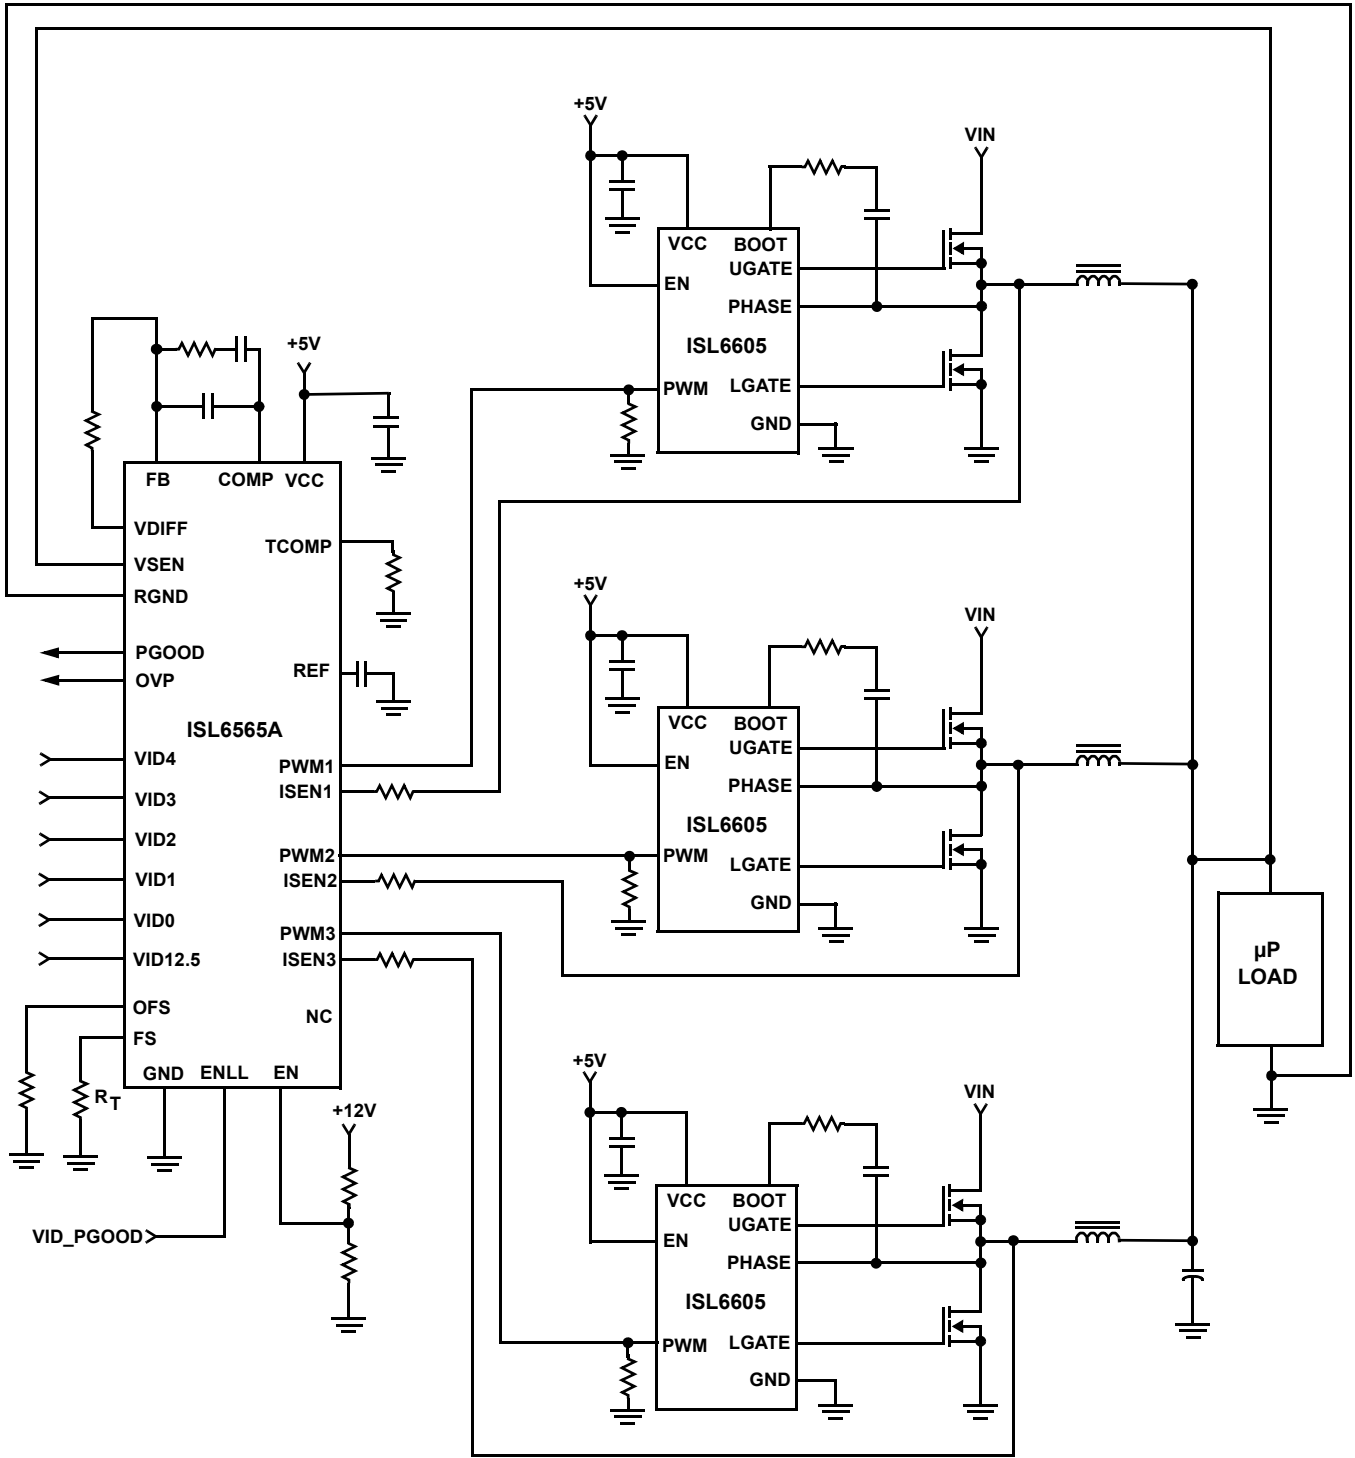 +5V
VIN
VCC
BOOT
UGATE
EN
PHASE
ISL6605
PWM
LGATE
GND
+5V
FB
COMP
VCC
VDIFF
TCOMP
VSEN
RGND
PGOOD
REF
OVP
ISL6565A
VID4
PWM1
VID3
ISEN1
VID2
PWM2
VID1
ISEN2
VID0
PWM3
VID12.5
ISEN3
OFS
NC
FS
GND
ENLL
EN
RT
+12V
VID_PGOOD
+5V
VIN
VCC
BOOT
UGATE
EN
PHASE
ISL6605
PWM
LGATE
GND
µP
LOAD
+5V
VIN
VCC
BOOT
UGATE
EN
PHASE
ISL6605
PWM
LGATE
GND